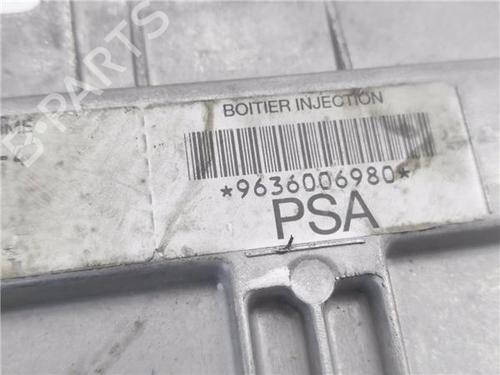 BOITIER INJECTION
*9636006980*
PSA
B-PARTS